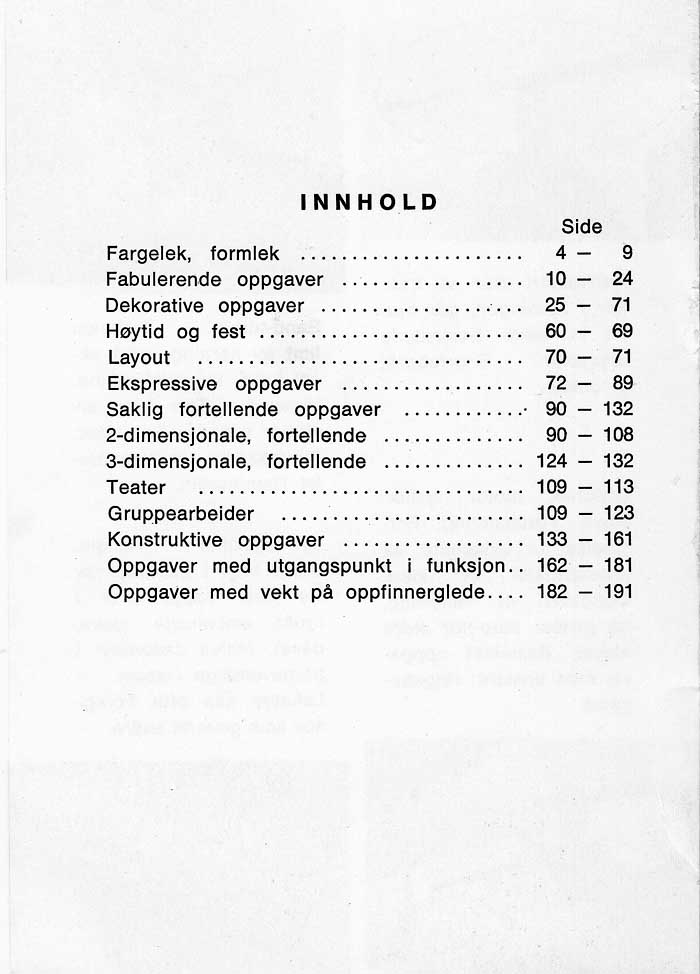 INNHOLD
Side
Fargelek, formlek ...................... 4 — 9
Fabulerende oppgaver .................. 10 — 24
Dekorative oppgaver .................... 25 — 71
Høytid og fest .......................... 60 — 69
Layout ................................ 70 — 71
Ekspressive oppgaver .................. 72 — 89
Saklig fortellende oppgaver ............ 90 — 132
2-dimensjonale, fortellende .............. 90 — 108
3-dimensjonale, fortellende .............. 124 — 132
Teater ................................ 109 — 113
Gruppearbeider ........................ 109 — 123
Konstruktive oppgaver .................. 133 — 161
Oppgaver med utgangspunkt i funksjon.. 162 — 181
Oppgaver med vekt på oppfinnerglede.... 182 — 191